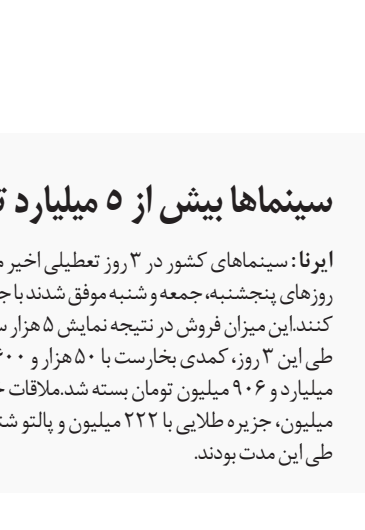 سینماها بیش از ۵ میلیارد
ایرنا: سینماهای کشور در ۳ روز تعطیلی اخیر
روزهای پنجشنبه، جمعه و شنبه موفق شدند با
کنند.این میزان فروش در نتیجه نمایش ۵ هزار
طی این ۳ روز، کمدی بخارست با ۵۰ هزار و
میلیارد و ۹۰۶ میلیون تومان بسته شد.ملاقات
میلیون، جزیره طلایی با ۲۲۲ میلیون و پالتو
طی این مدت بودند.